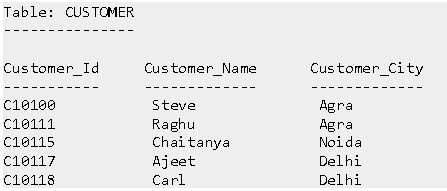 Table: CUSTOMER
---------------
Customer_Id Customer_Name Customer_City
----------- ------------- -------------
C10100 Steve Agra
C10111 Raghu Agra
C10115 Chaitanya Noida
C10117 Ajeet Delhi
C10118 Carl Delhi